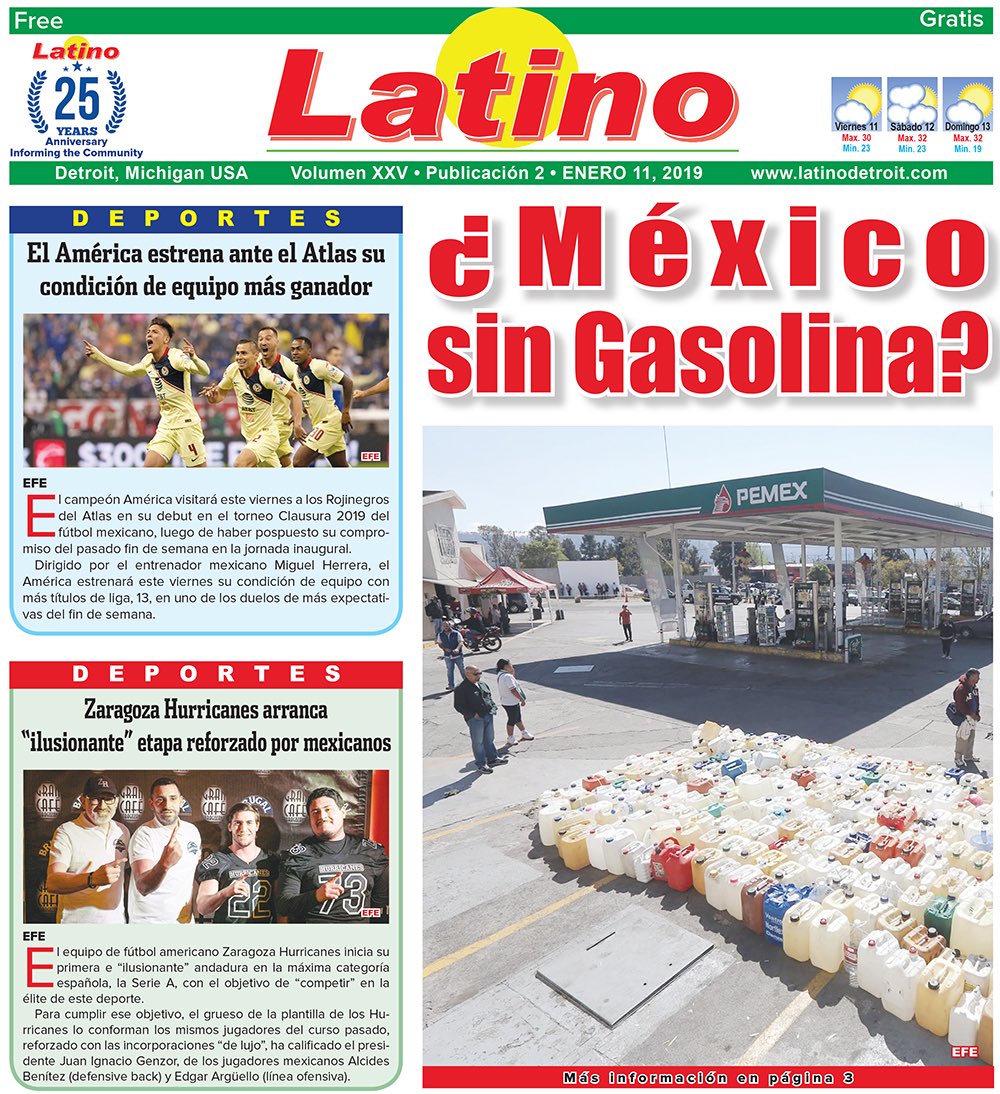 Free
Gratis
Latino
25
YEARS
Anniversary
Informing the Community
Latino
Viernes 11
Max. 30
Min. 23
Sábado 12
Max. 32
Min. 23
Domingo 13
Max. 32
Min. 19
Detroit, Michigan USA Volumen XXV • Publicación 2 • ENERO 11, 2019 www.latinodetroit.com
DEPORTES
El América estrena ante el Atlas su
condición de equipo más ganador
4
10
$300
EFE
EFE
El campeón América visitará este viernes a los Rojinegros
del Atlas en su debut en el torneo Clausura 2019 del
fútbol mexicano, luego de haber pospuesto su compro-
miso del pasado fin de semana en la jornada inaugural.
Dirigido por el entrenador mexicano Miguel Herrera, el
América estrenará este viernes su condición de equipo con
más títulos de liga, 13, en uno de los duelos de más expectati-
vas del fin de semana.
DEPORTES
Zaragoza Hurricanes arranca
"ilusionante" etapa reforzado por mexicanos
CAFE
HURRICANES
22
HURRICANES
73
EFE
EFE
El equipo de fútbol americano Zaragoza Hurricanes inicia su
primera e "ilusionante" andadura en la máxima categoría
española, la Serie A, con el objetivo de "competir" en la
élite de este deporte.
Para cumplir ese objetivo, el grueso de la plantilla de los Hu-
rricanes lo conforman los mismos jugadores del curso pasado,
reforzado con las incorporaciones "de lujo", ha calificado el presi-
dente Juan Ignacio Genzor, de los jugadores mexicanos Alcides
Benítez (defensive back) y Edgar Argüello (línea ofensiva).
¿México
sin Gasolina?
PEMEX
EFE
Más información en página 3